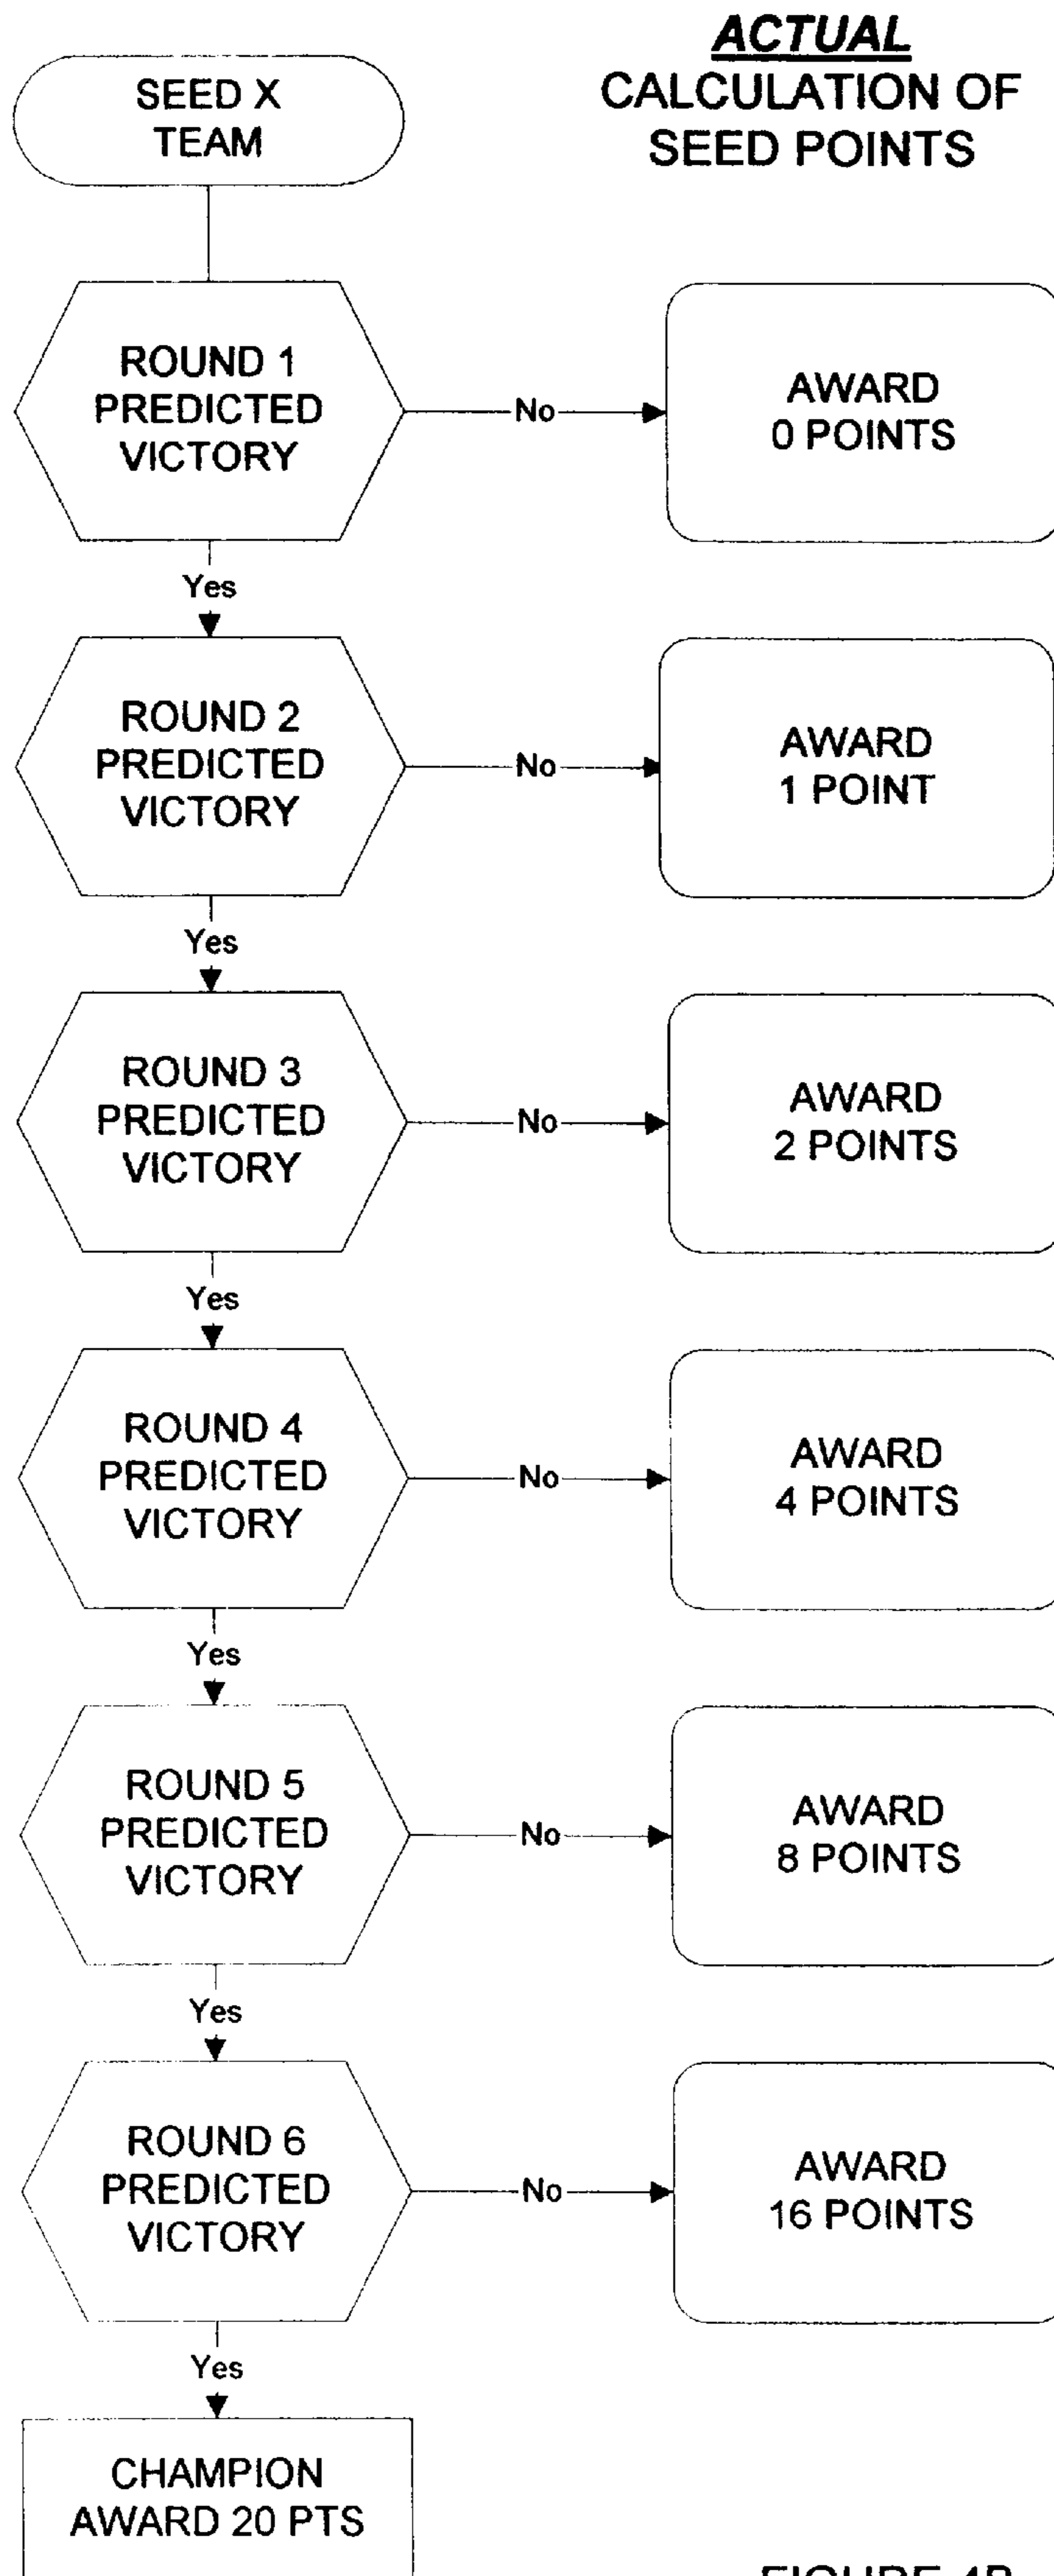 ACTUAL
CALCULATION OF
SEED POINTS
SEED X
TEAM
ROUND 1
PREDICTED
VICTORY
No
AWARD
0 POINTS
Yes
ROUND 2
PREDICTED
VICTORY
No
AWARD
1 POINT
Yes
ROUND 3
PREDICTED
VICTORY
No
AWARD
2 POINTS
Yes
ROUND 4
PREDICTED
VICTORY
No
AWARD
4 POINTS
Yes
ROUND 5
PREDICTED
VICTORY
No
AWARD
8 POINTS
Yes
ROUND 6
PREDICTED
VICTORY
No
AWARD
16 POINTS
Yes
CHAMPION
AWARD 20 PTS
FIGURE 4B